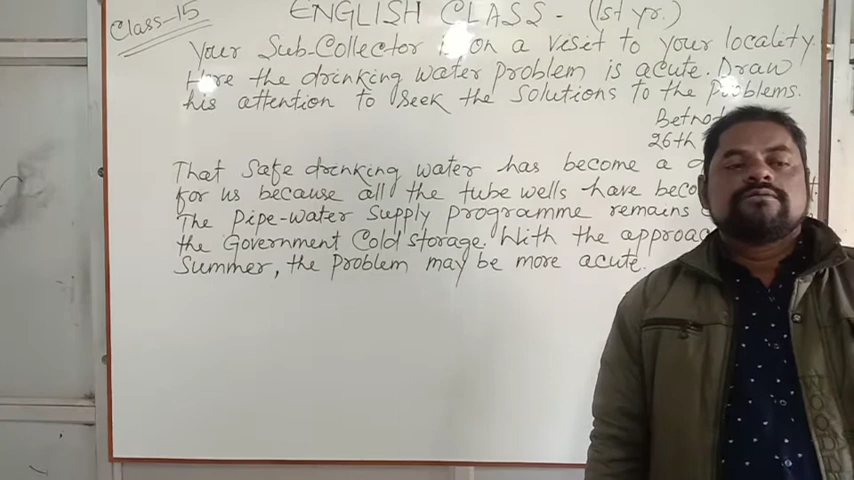 Class-15
ENGLISH CLASS - (1st yr.)
Your Sub-Collector is on a visit to your locality.
Here the drinking water problem is acute. Draw
his attention to seek the solutions to the problems.
26th
That safe drinking water has become a
for us because all the tube wells have
The pipe-water supply programme remains
the Government Cold storage. With the
Summer, the problem may be more acute.